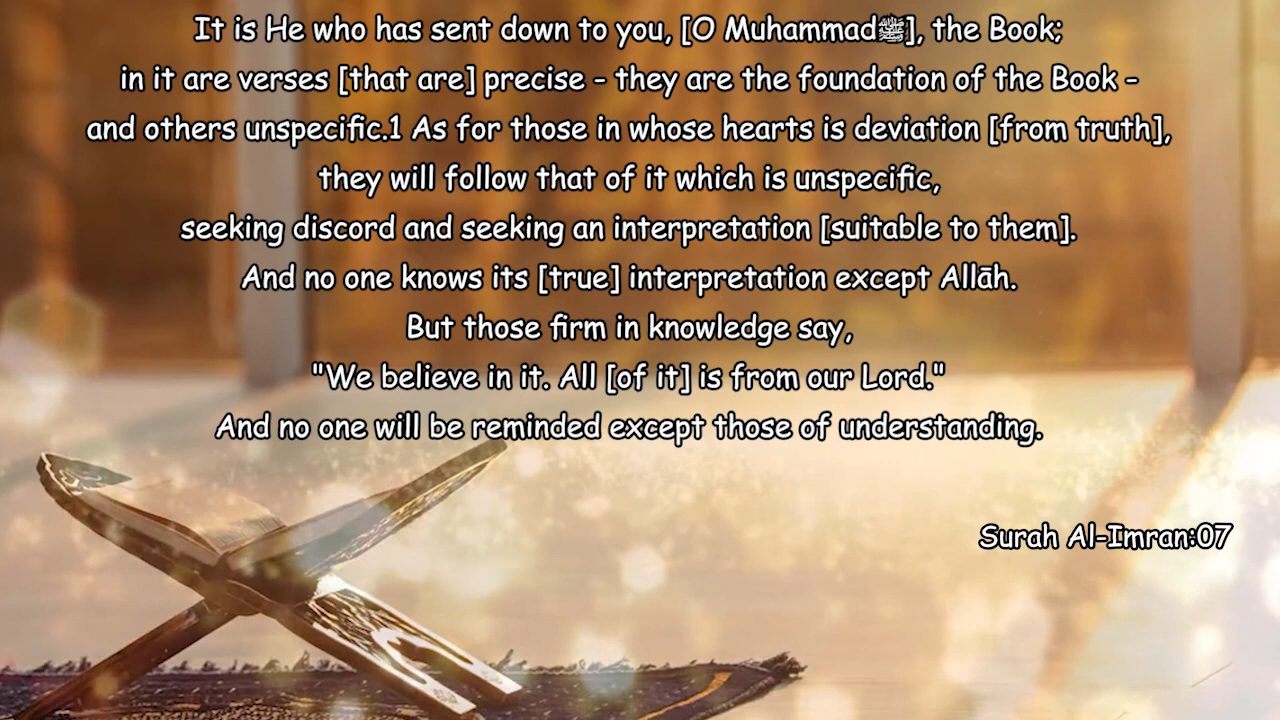 It is He who has sent down to you, [O Muhammadﷺ], the Book;
in it are verses [that are] precise – they are the foundation of the Book –
and others unspecific.1 As for those in whose hearts is deviation [from truth],
they will follow that of it which is unspecific,
seeking discord and seeking an interpretation [suitable to them].
And no one knows its [true] interpretation except Allāh.
But those firm in knowledge say,
"We believe in it. All [of it] is from our Lord."
And no one will be reminded except those of understanding.
Surah Al-Imran:07